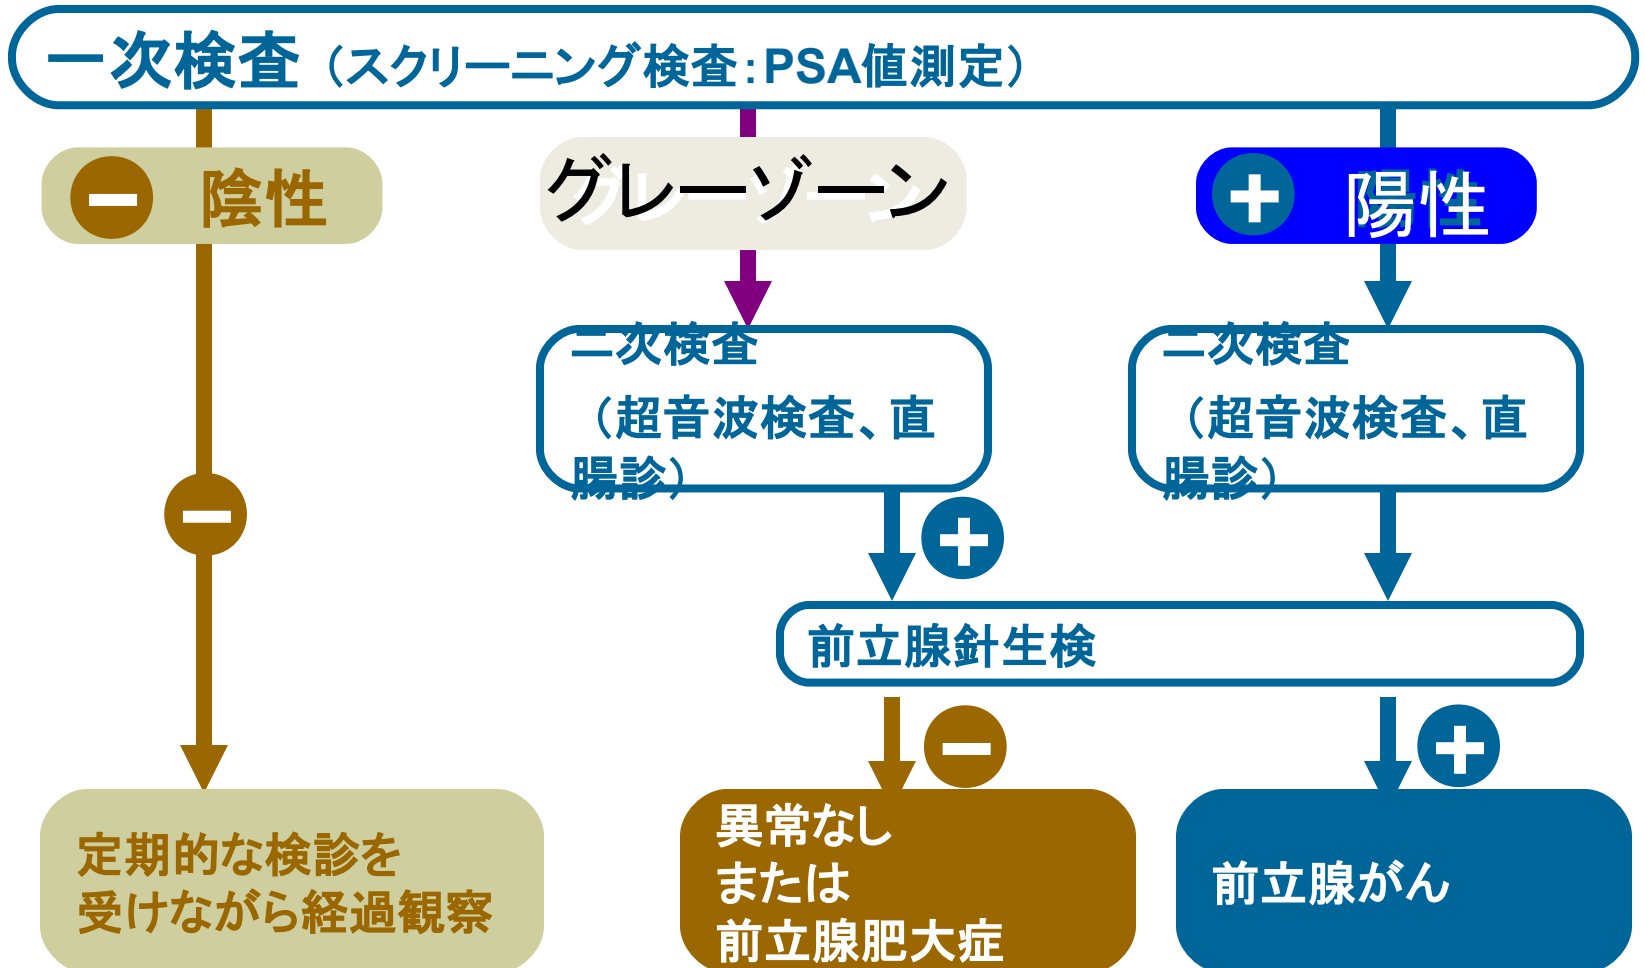 一次検査（スクリーニング検査：PSA値測定）
− 陰性
グレーゾーン
+ 陽性
二次検査
（超音波検査、直
腸診）
二次検査
（超音波検査、直
腸診）
−
+
前立腺針生検
−
+
定期的な検診を
受けながら経過観察
異常なし
または
前立腺肥大症
前立腺がん